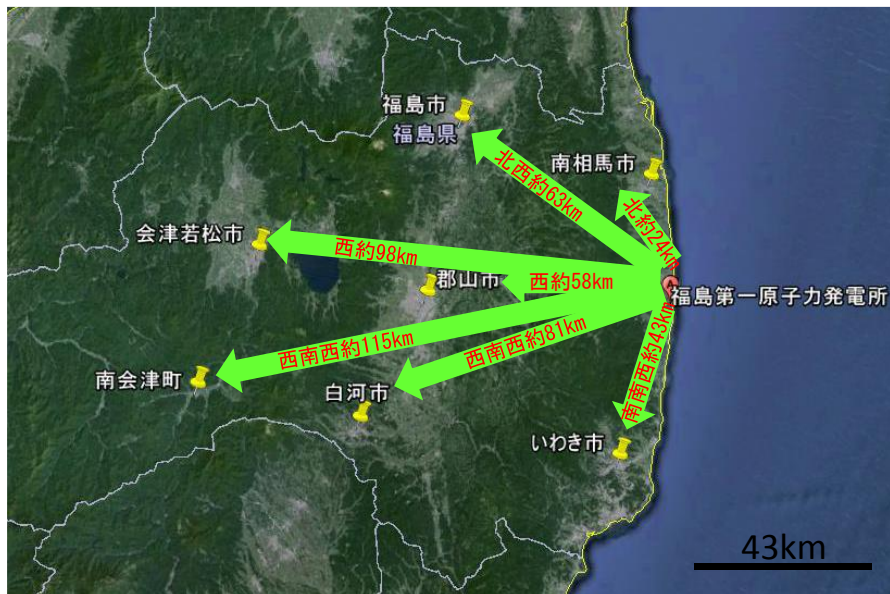 福島市
福島県
南相馬市
北西約63km
北約24km
会津若松市
西約98km
郡山市
西約58km
福島第一原子力発電所
西南西約115km
西南西約81km
南南西約43km
南会津町
白河市
いわき市
43km